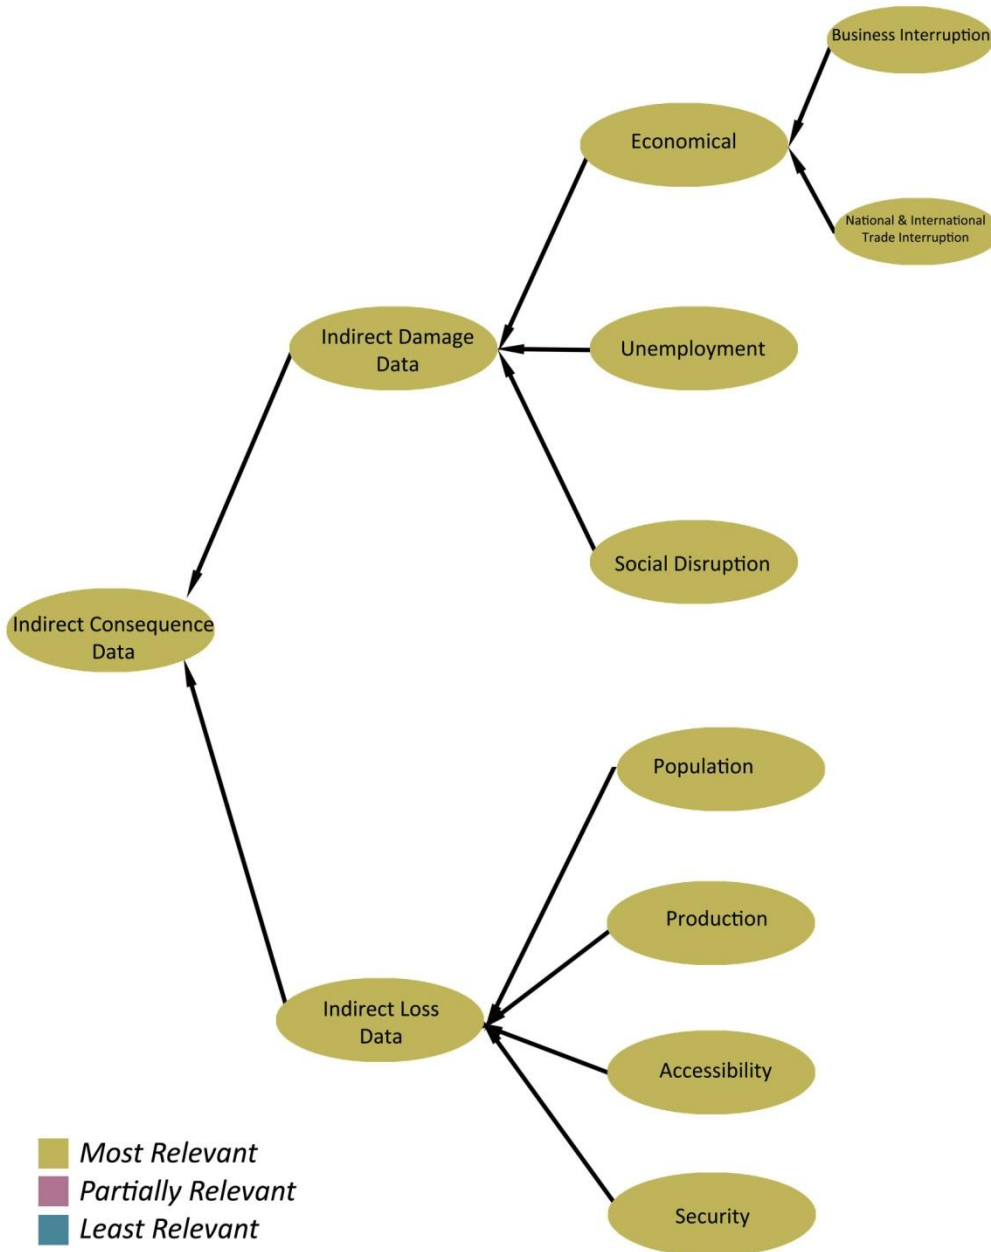 Business Interruption
Economical
National & International
Trade Interruption
Indirect Damage
Data
Unemployment
Social Disruption
Indirect Consequence
Data
Population
Production
Indirect Loss
Data
Accessibility
Security
Most Relevant
Partially Relevant
Least Relevant